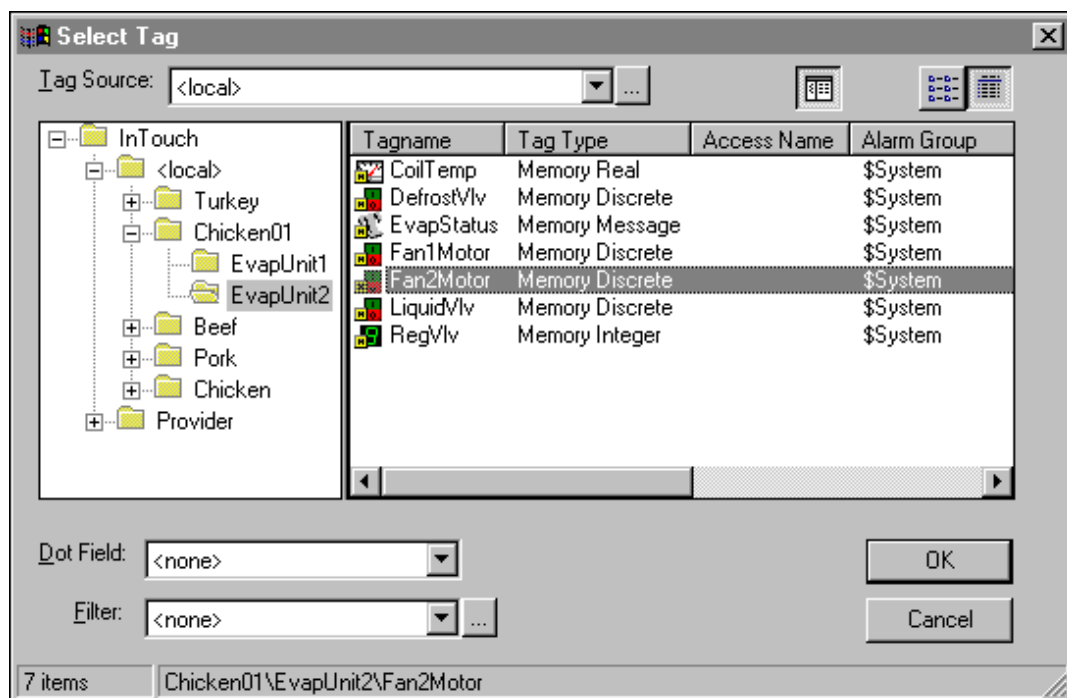 Select Tag
Tag Source: <local> ...
InTouch
<local>
Turkey
Chicken01
EvapUnit1
EvapUnit2
Beef
Pork
Chicken
Provider
Tagname Tag Type Access Name Alarm Group
CoilTemp Memory Real $System
DefrostVlv Memory Discrete $System
EvapStatus Memory Message $System
Fan1Motor Memory Discrete $System
Fan2Motor Memory Discrete $System
LiquidVlv Memory Discrete $System
RegVlv Memory Integer $System
Dot Field: <none>
OK
Filter: <none> ...
Cancel
7 items Chicken01\EvapUnit2\Fan2Motor